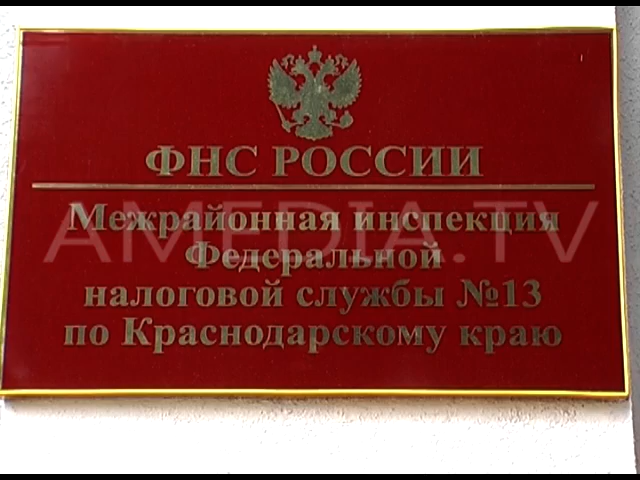 ФНС РОССИИ
Межрайонная инспекция
AMEDIA.TV
Федеральной
налоговой службы №13
по Краснодарскому краю